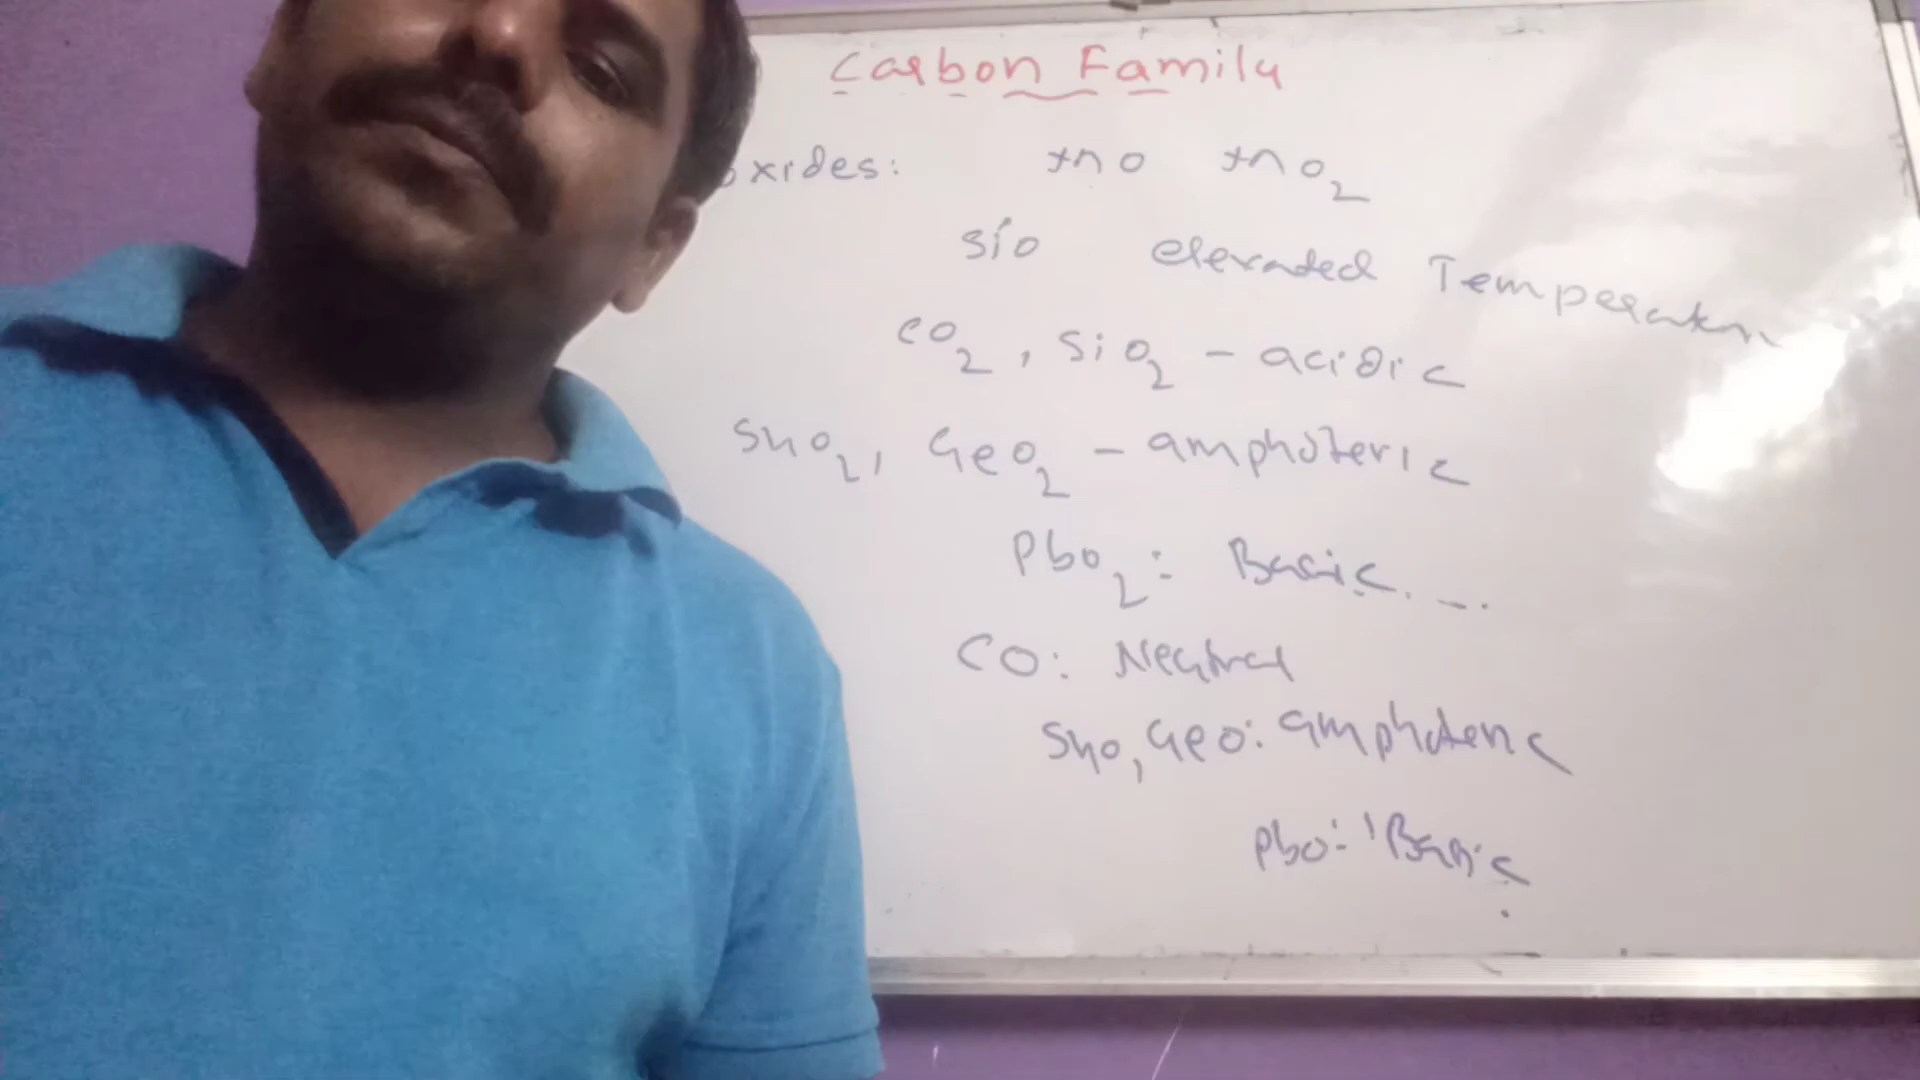 Carbon Family
oxides: xno xno2
sio elevated Temperature
CO2, SiO2 - acidic
SnO2, GeO2 - amphoteric
PbO2: Basic...
CO: Neutral
SnO, GeO: amphoteric
PbO: Basic